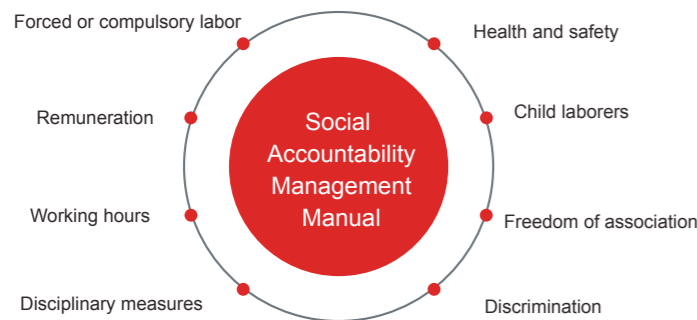 Forced or compulsory labor
Health and safety
Remuneration
Child laborers
Social
Accountability
Management
Manual
Working hours
Freedom of association
Disciplinary measures
Discrimination